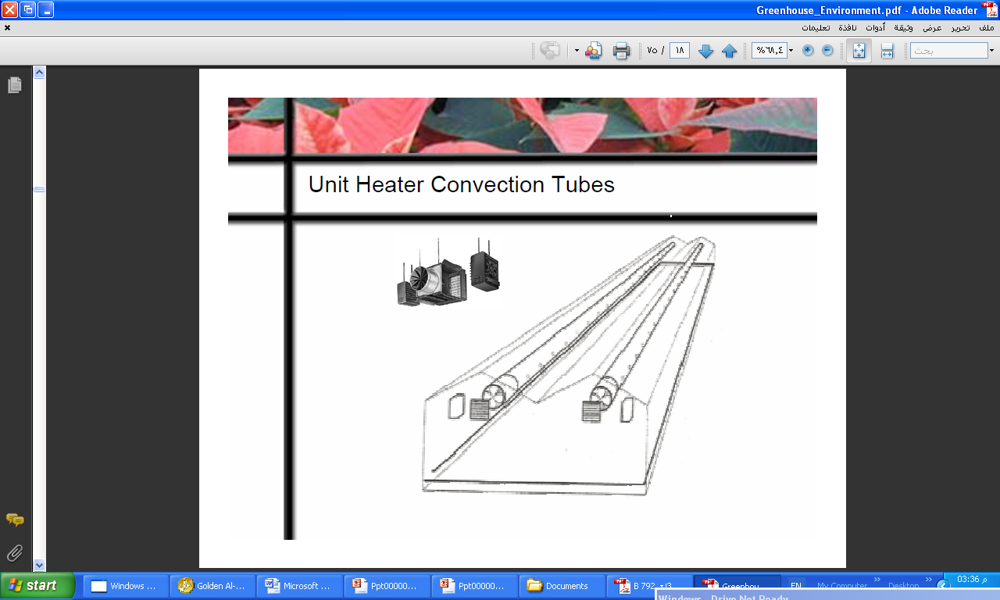 Greenhouse_Environment.pdf - Adobe Reader
ملف تحرير عرض وثيقة أدوات نافذة تعليمات
٧٥ / ١٨ %٦٨,٤ بحث
Unit Heater Convection Tubes
start Windows ... Golden Al-... Microsoft ... Ppt00000... Ppt00000... Documents B 792 Greenhou... EN My Computer » Desktop » 03:36 م
Windows - Drive Not Ready